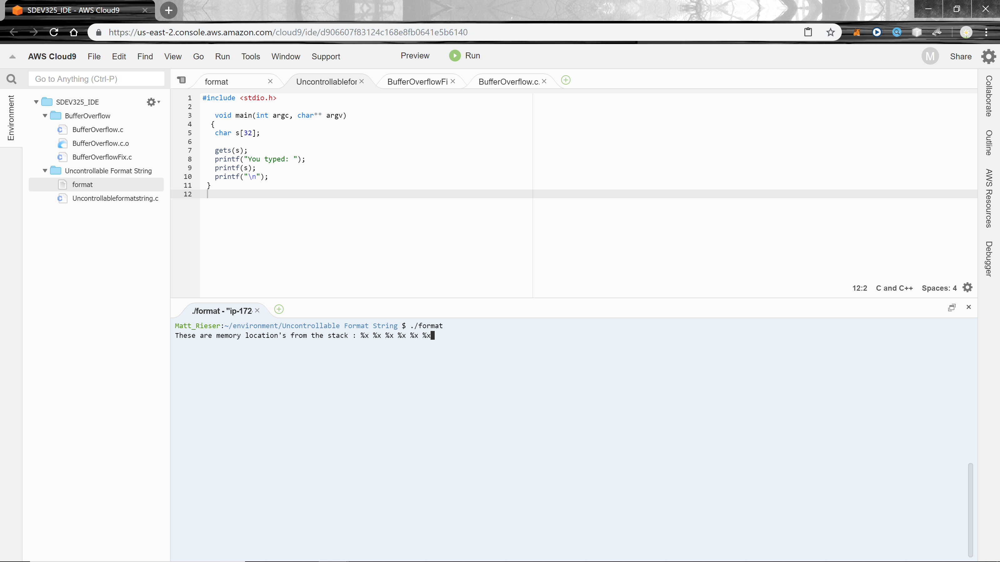 SDEV325_IDE - AWS Cloud9
https://us-east-2.console.aws.amazon.com/cloud9/ide/d906607f83124c168e8fb0641e5b6140
AWS Cloud9 File Edit Find View Go Run Tools Window Support Preview Run M Share
Go to Anything (Ctrl-P)
format Uncontrollablefor BufferOverflowFi BufferOverflow.c.
Environment
SDEV325_IDE
BufferOverflow
BufferOverflow.c
BufferOverflow.c.o
BufferOverflowFix.c
Uncontrollable Format String
format
Uncontrollableformatstring.c
1 #include <stdio.h>
2
3 void main(int argc, char** argv)
4 {
5 char s[32];
6
7 gets(s);
8 printf("You typed: ");
9 printf(s);
10 printf("\n");
11 }
12
12:2 C and C++ Spaces: 4
Collaborate
Outline
AWS Resources
Debugger
./format - "ip-172-
Matt_Rieser:~/environment/Uncontrollable Format String $ ./format
These are memory location's from the stack : %x %x %x %x %x %x